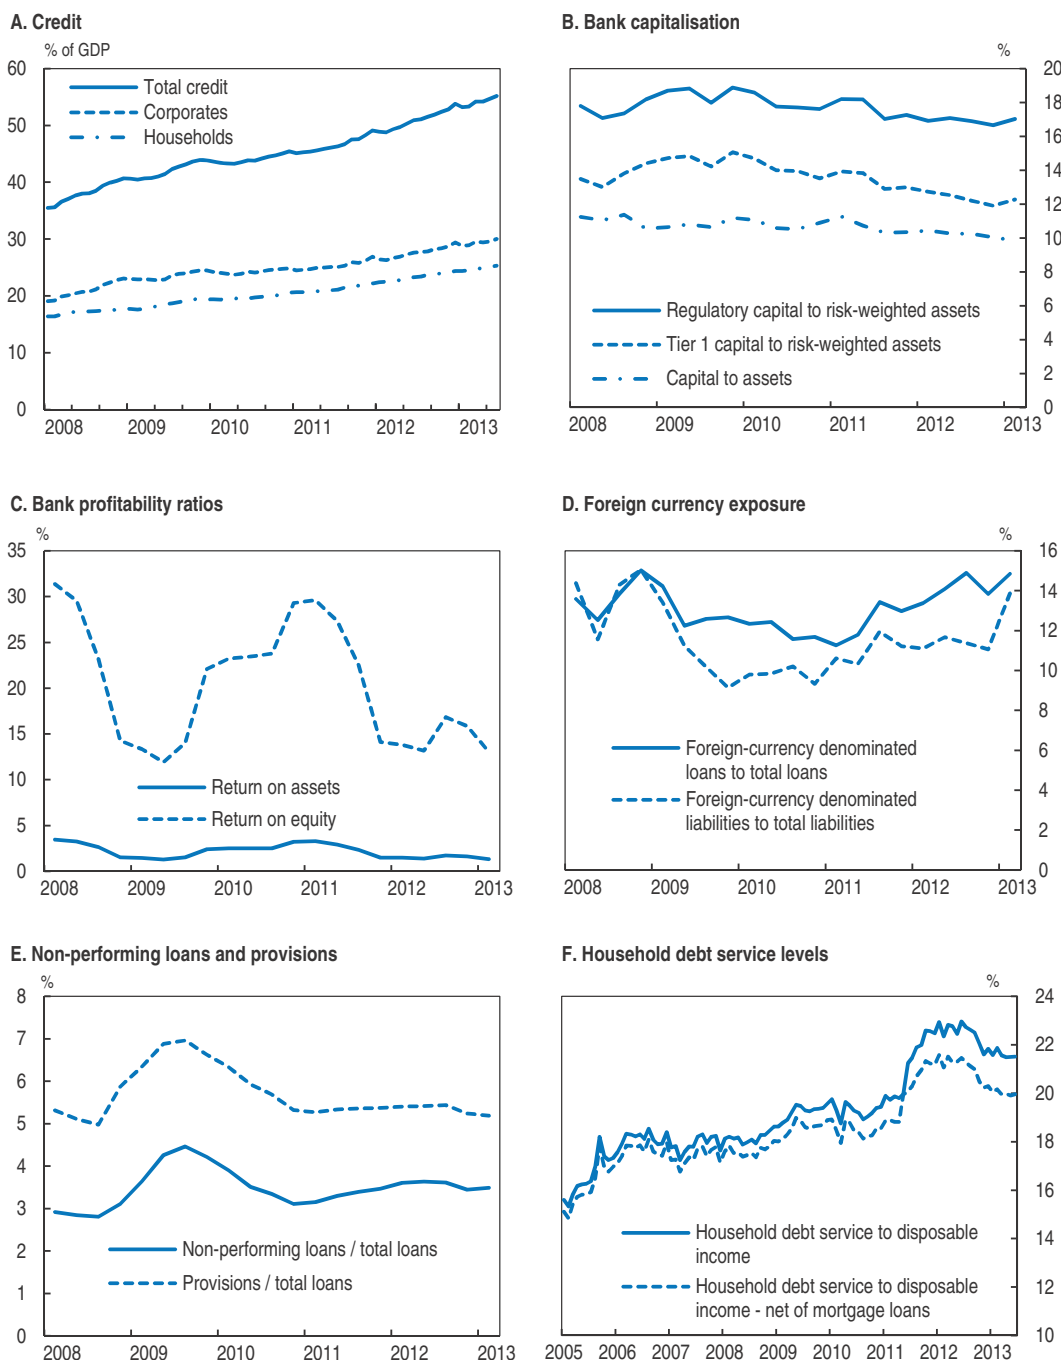 A. Credit
% of GDP
60
50
40
30
20
10
0
Total credit
Corporates
Households
2008 2009 2010 2011 2012 2013
B. Bank capitalisation
%
20
18
16
14
12
10
8
6
4
2
0
Regulatory capital to risk-weighted assets
Tier 1 capital to risk-weighted assets
Capital to assets
2008 2009 2010 2011 2012 2013
C. Bank profitability ratios
%
35
30
25
20
15
10
5
0
Return on assets
Return on equity
2008 2009 2010 2011 2012 2013
D. Foreign currency exposure
%
16
14
12
10
8
6
4
2
0
Foreign-currency denominated
loans to total loans
Foreign-currency denominated
liabilities to total liabilities
2008 2009 2010 2011 2012 2013
E. Non-performing loans and provisions
%
8
7
6
5
4
3
2
1
0
Non-performing loans / total loans
Provisions / total loans
2008 2009 2010 2011 2012 2013
F. Household debt service levels
%
24
22
20
18
16
14
12
10
Household debt service to disposable
income
Household debt service to disposable
income - net of mortgage loans
2005 2006 2007 2008 2009 2010 2011 2012 2013